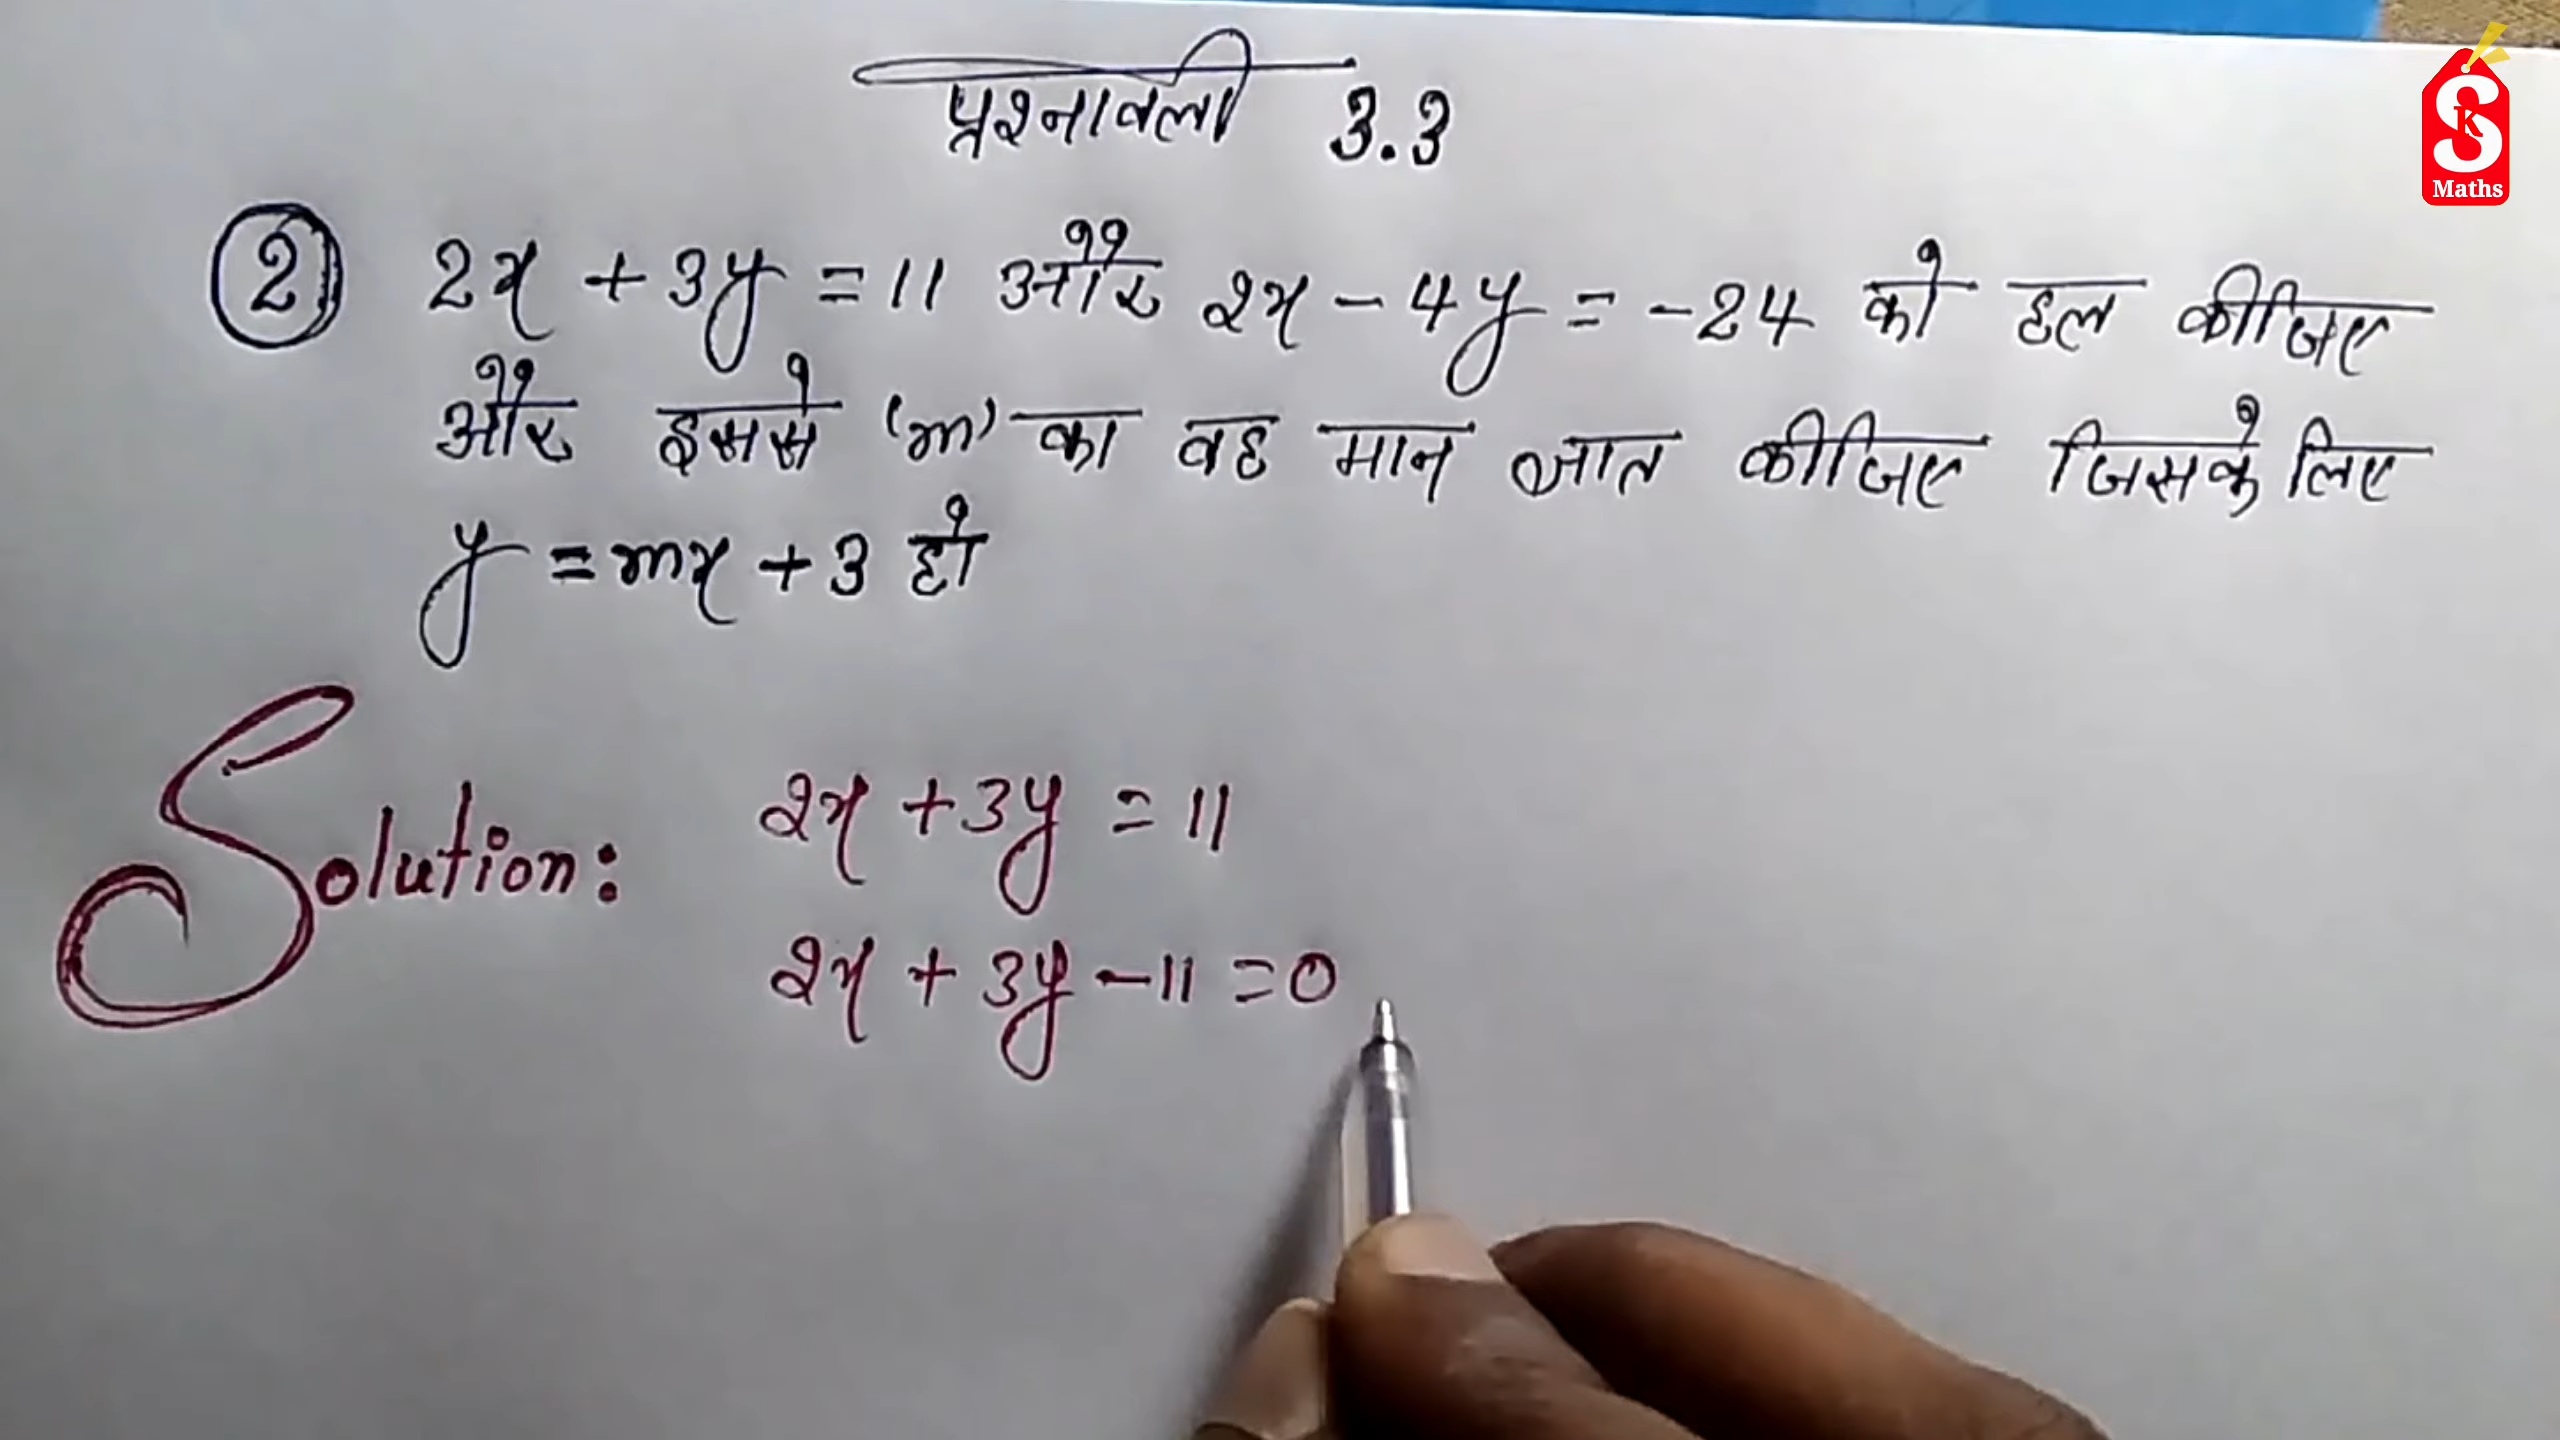 प्रश्नावली 3.3
② 2x + 3y = 11 और 2x - 4y = -24 को हल कीजिए
और इससे (m) का वह मान ज्ञात कीजिए जिसके लिए
y = mx + 3 हो
Solution: 2x + 3y = 11
2x + 3y - 11 = 0
SK
Maths